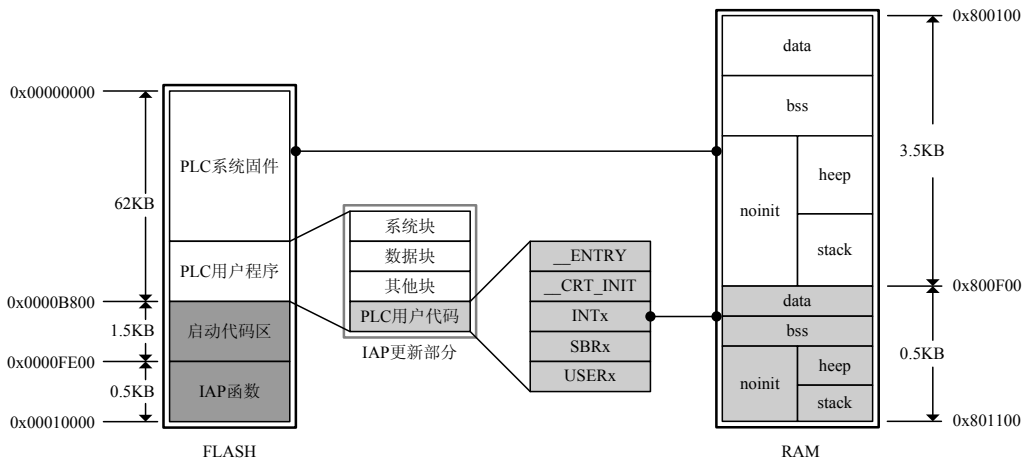 0x00000000
62KB
0x0000B800
1.5KB
0x0000FE00
0.5KB
0x00010000
PLC系统固件
PLC用户程序
启动代码区
IAP函数
FLASH
系统块
数据块
其他块
PLC用户代码
IAP更新部分
__ENTRY
__CRT_INIT
INTx
SBRx
USERx
data
bss
noinit
heep
stack
data
bss
noinit
heep
stack
RAM
0x800100
3.5KB
0x800F00
0.5KB
0x801100